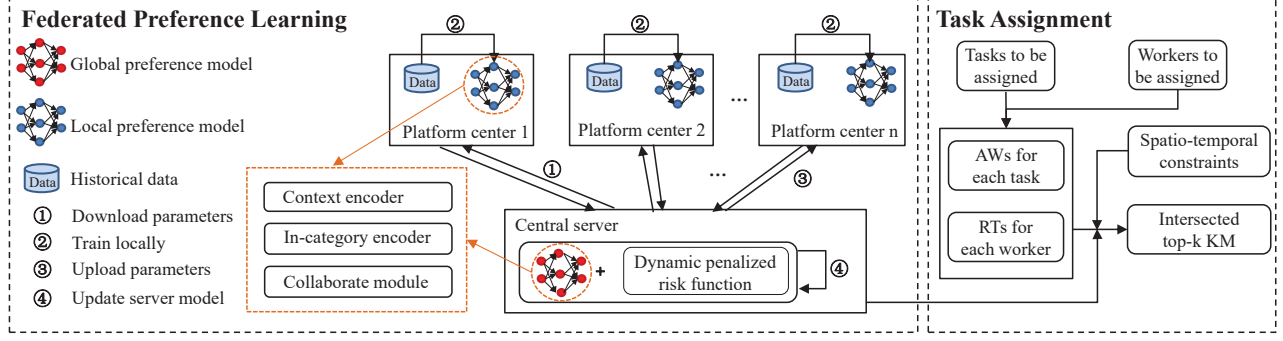 Federated Preference Learning
Global preference model
Local preference model
Data
Historical data
① Download parameters
② Train locally
③ Upload parameters
④ Update server model
②
Data
Platform center 1
②
Data
Platform center 2
...
②
Data
Platform center n
①
...
③
Context encoder
In-category encoder
Collaborate module
Central server
+
Dynamic penalized
risk function
④
Task Assignment
Tasks to be
assigned
Workers to
be assigned
AWs for
each task
RTs for
each worker
Spatio-temporal
constraints
Intersected
top-k KM